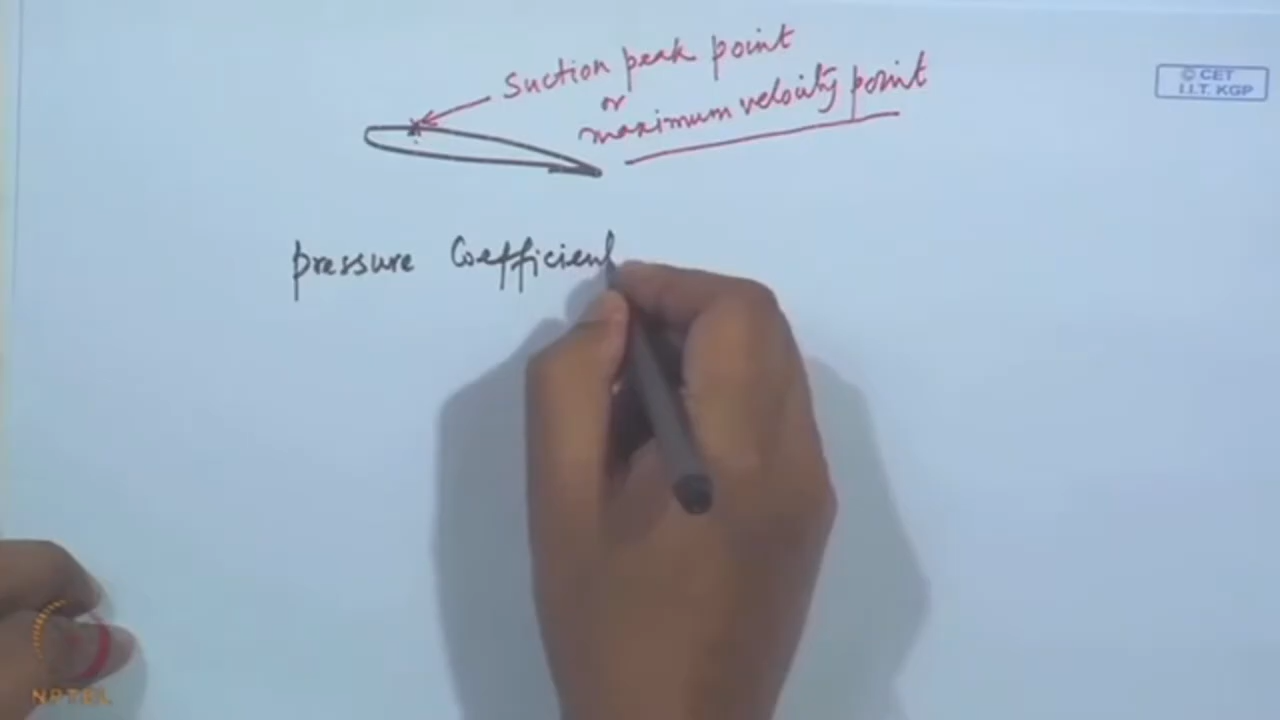 suction peak point
or
maximum velocity point
© CET
I.I.T. KGP
pressure Coefficient
NPTEL